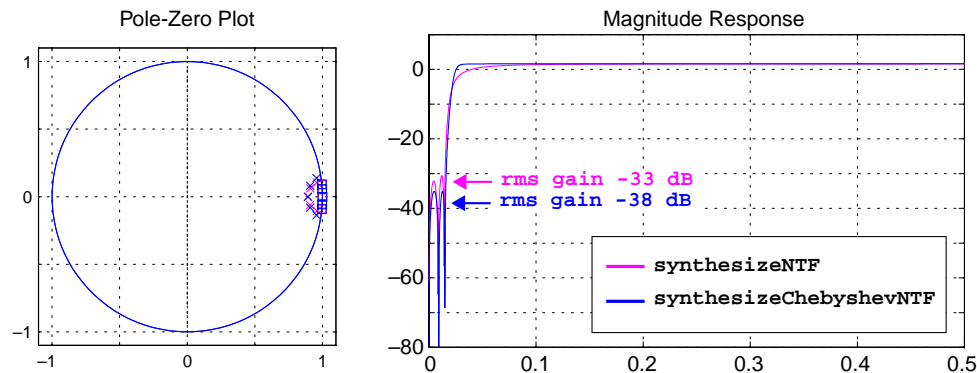 Pole-Zero Plot
1
0
−1
−1
0
1
Magnitude Response
0
−20
−40
−60
−80
0
0.1
0.2
0.3
0.4
0.5
rms gain -33 dB
rms gain -38 dB
synthesizeNTF
synthesizeChebyshevNTF